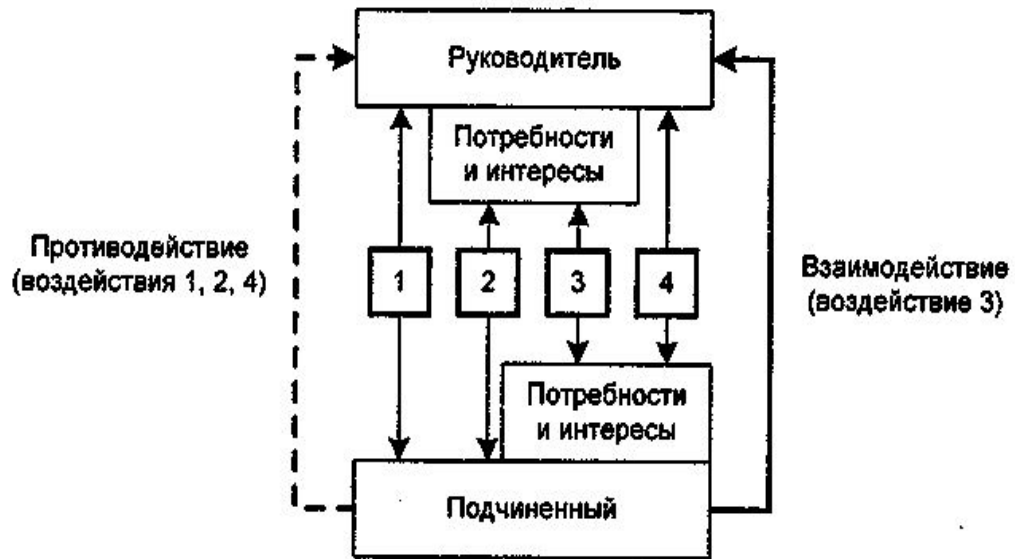 Руководитель
Потребности
и интересы
Противодействие
(воздействия 1, 2, 4)
1
2
3
4
Взаимодействие
(воздействие 3)
Потребности
и интересы
Подчиненный